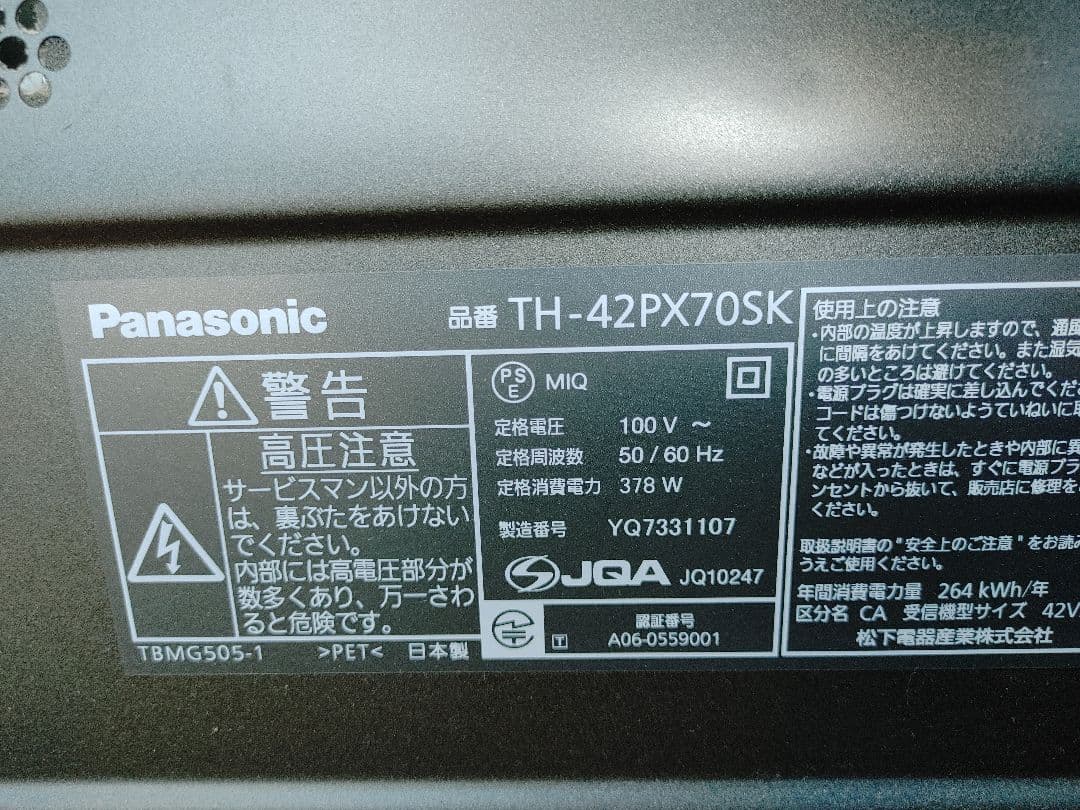 Panasonic 品番 TH-42PX70SK
警告
高圧注意
サービスマン以外の方
は、裏ぶたをあけない
でください。
内部には高電圧部分が
数多くあり、万一さわ
ると危険です。
TBMG505-1 >PET< 日本製
PSE MIQ
定格電圧 100 V ~
定格周波数 50 / 60 Hz
定格消費電力 378 W
製造番号 YQ7331107
JQA JQ10247
認証番号
T A06-0559001
使用上の注意
・内部の温度が上昇しますので、通風
に間隔をあけてください。また湿気
の多いところは避けてください。
・電源プラグは確実に差し込んでくだ
コードは傷つけないようていねいに取
てください。
・故障や異常が発生したときや内部に異
などが入ったときは、すぐに電源プラ
ンセントから抜いて、販売店に修理を
ください。
取扱説明書の"安全上のご注意"をお読み
うえご使用ください。
年間消費電力量 264 kWh/年
区分名 CA 受信機型サイズ 42V
松下電器産業株式会社